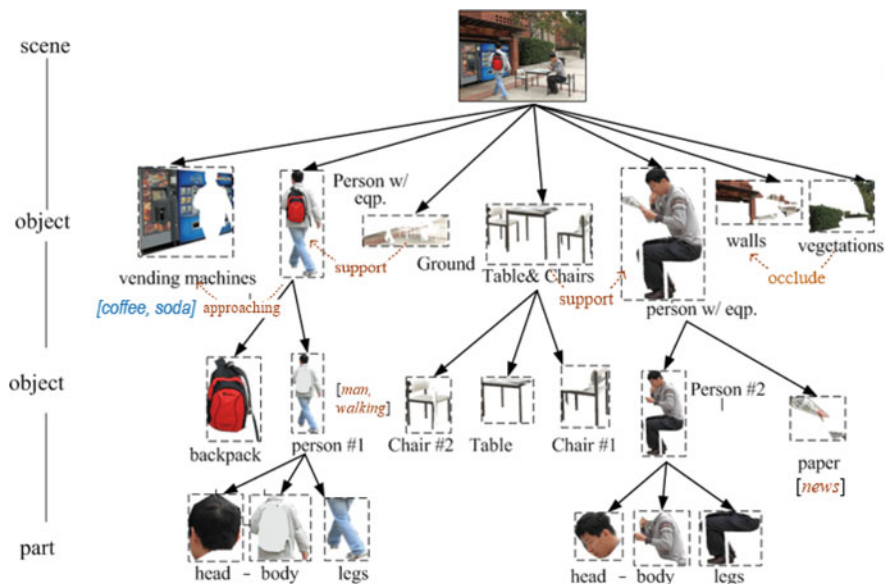 scene
object
Person w/
eqp.
support
Ground
vending machines
approaching
[coffee, soda]
Table& Chairs
support
person w/ eqp.
walls
occlude
vegetations
object
backpack
person #1
[man,
walking]
Chair #2
Table
Chair #1
Person #2
paper
[news]
part
head - body
legs
head - body
legs